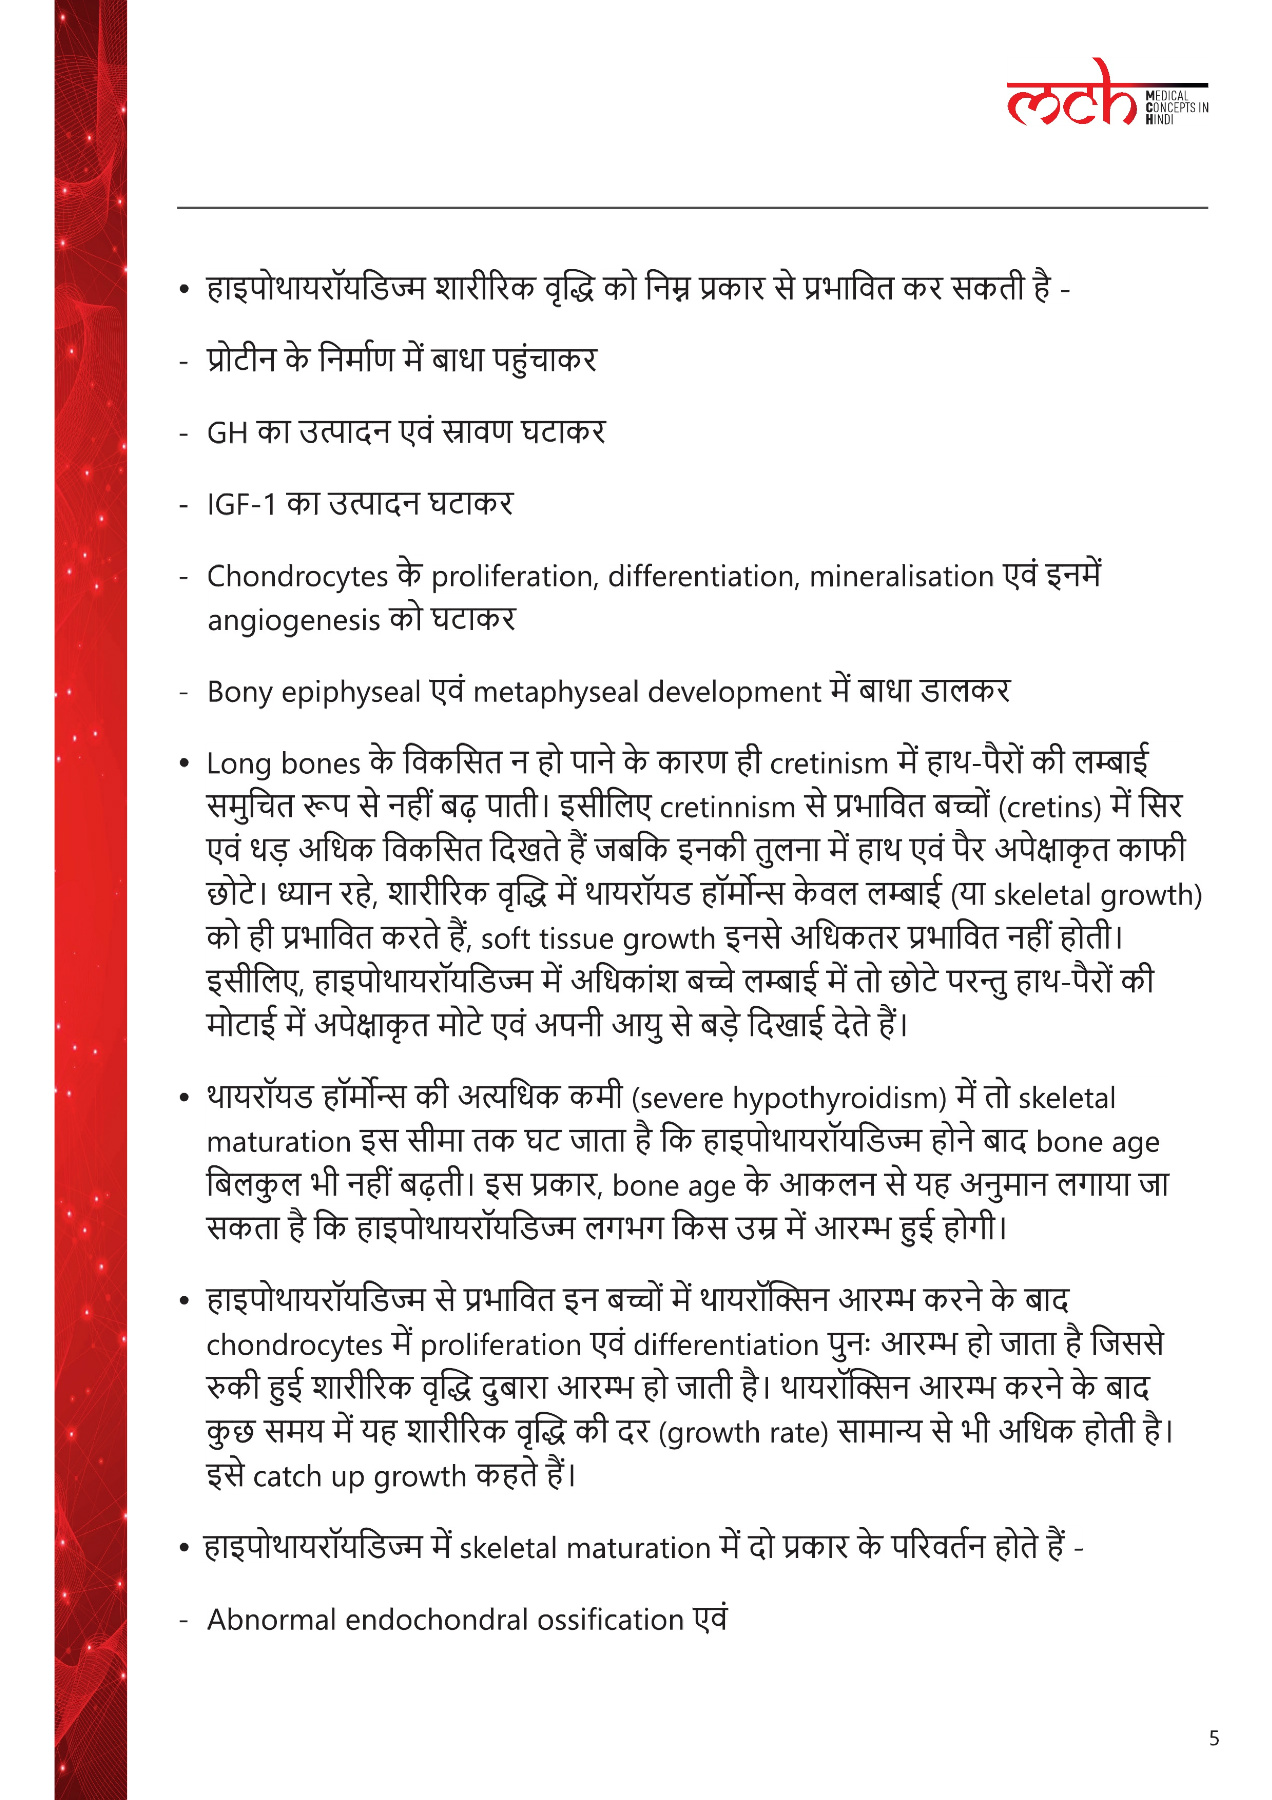 mch MEDICAL
CONCEPTS IN
HINDI
• हाइपोथायरॉयडिज्म शारीरिक वृद्धि को निम्न प्रकार से प्रभावित कर सकती है -
- प्रोटीन के निर्माण में बाधा पहुंचाकर
- GH का उत्पादन एवं स्रावण घटाकर
- IGF-1 का उत्पादन घटाकर
- Chondrocytes के proliferation, differentiation, mineralisation एवं इनमें
angiogenesis को घटाकर
- Bony epiphyseal एवं metaphyseal development में बाधा डालकर
• Long bones के विकसित न हो पाने के कारण ही cretinism में हाथ-पैरों की लम्बाई
समुचित रूप से नहीं बढ़ पाती। इसीलिए cretinnism से प्रभावित बच्चों (cretins) में सिर
एवं धड़ अधिक विकसित दिखते हैं जबकि इनकी तुलना में हाथ एवं पैर अपेक्षाकृत काफी
छोटे। ध्यान रहे, शारीरिक वृद्धि में थायरॉयड हॉर्मोन्स केवल लम्बाई (या skeletal growth)
को ही प्रभावित करते हैं, soft tissue growth इनसे अधिकतर प्रभावित नहीं होती।
इसीलिए, हाइपोथायरॉयडिज्म में अधिकांश बच्चे लम्बाई में तो छोटे परन्तु हाथ-पैरों की
मोटाई में अपेक्षाकृत मोटे एवं अपनी आयु से बड़े दिखाई देते हैं।
• थायरॉयड हॉर्मोन्स की अत्यधिक कमी (severe hypothyroidism) में तो skeletal
maturation इस सीमा तक घट जाता है कि हाइपोथायरॉयडिज्म होने बाद bone age
बिलकुल भी नहीं बढ़ती। इस प्रकार, bone age के आकलन से यह अनुमान लगाया जा
सकता है कि हाइपोथायरॉयडिज्म लगभग किस उम्र में आरम्भ हुई होगी।
• हाइपोथायरॉयडिज्म से प्रभावित इन बच्चों में थायरॉक्सिन आरम्भ करने के बाद
chondrocytes में proliferation एवं differentiation पुनः आरम्भ हो जाता है जिससे
रुकी हुई शारीरिक वृद्धि दुबारा आरम्भ हो जाती है। थायरॉक्सिन आरम्भ करने के बाद
कुछ समय में यह शारीरिक वृद्धि की दर (growth rate) सामान्य से भी अधिक होती है।
इसे catch up growth कहते हैं।
• हाइपोथायरॉयडिज्म में skeletal maturation में दो प्रकार के परिवर्तन होते हैं -
- Abnormal endochondral ossification एवं
5